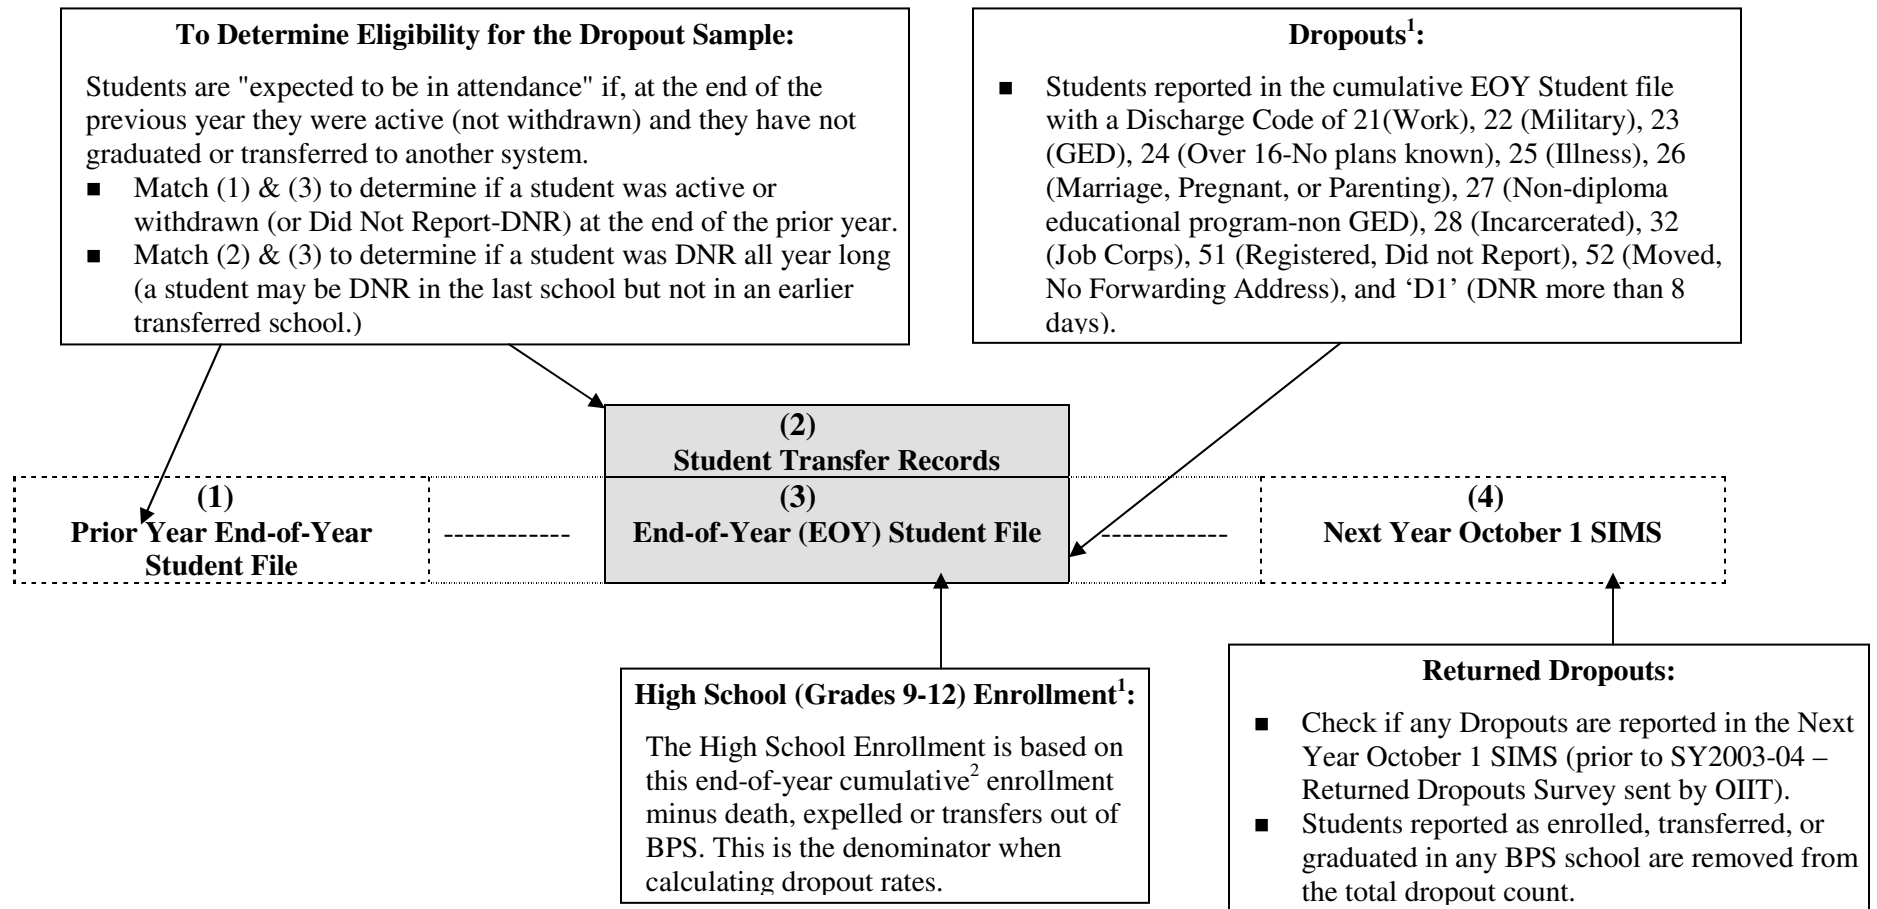 To Determine Eligibility for the Dropout Sample:
Students are "expected to be in attendance" if, at the end of the
previous year they were active (not withdrawn) and they have not
graduated or transferred to another system.
■ Match (1) & (3) to determine if a student was active or
withdrawn (or Did Not Report-DNR) at the end of the prior year.
■ Match (2) & (3) to determine if a student was DNR all year long
(a student may be DNR in the last school but not in an earlier
transferred school.)
Dropouts¹:
■ Students reported in the cumulative EOY Student file
with a Discharge Code of 21(Work), 22 (Military), 23
(GED), 24 (Over 16-No plans known), 25 (Illness), 26
(Marriage, Pregnant, or Parenting), 27 (Non-diploma
educational program-non GED), 28 (Incarcerated), 32
(Job Corps), 51 (Registered, Did not Report), 52 (Moved,
No Forwarding Address), and ‘D1’ (DNR more than 8
days).
(2)
Student Transfer Records
(1)
Prior Year End-of-Year
Student File
------------
(3)
End-of-Year (EOY) Student File
------------
(4)
Next Year October 1 SIMS
High School (Grades 9-12) Enrollment¹:
The High School Enrollment is based on
this end-of-year cumulative² enrollment
minus death, expelled or transfers out of
BPS. This is the denominator when
calculating dropout rates.
Returned Dropouts:
■ Check if any Dropouts are reported in the Next
Year October 1 SIMS (prior to SY2003-04 –
Returned Dropouts Survey sent by OIIT).
■ Students reported as enrolled, transferred, or
graduated in any BPS school are removed from
the total dropout count.